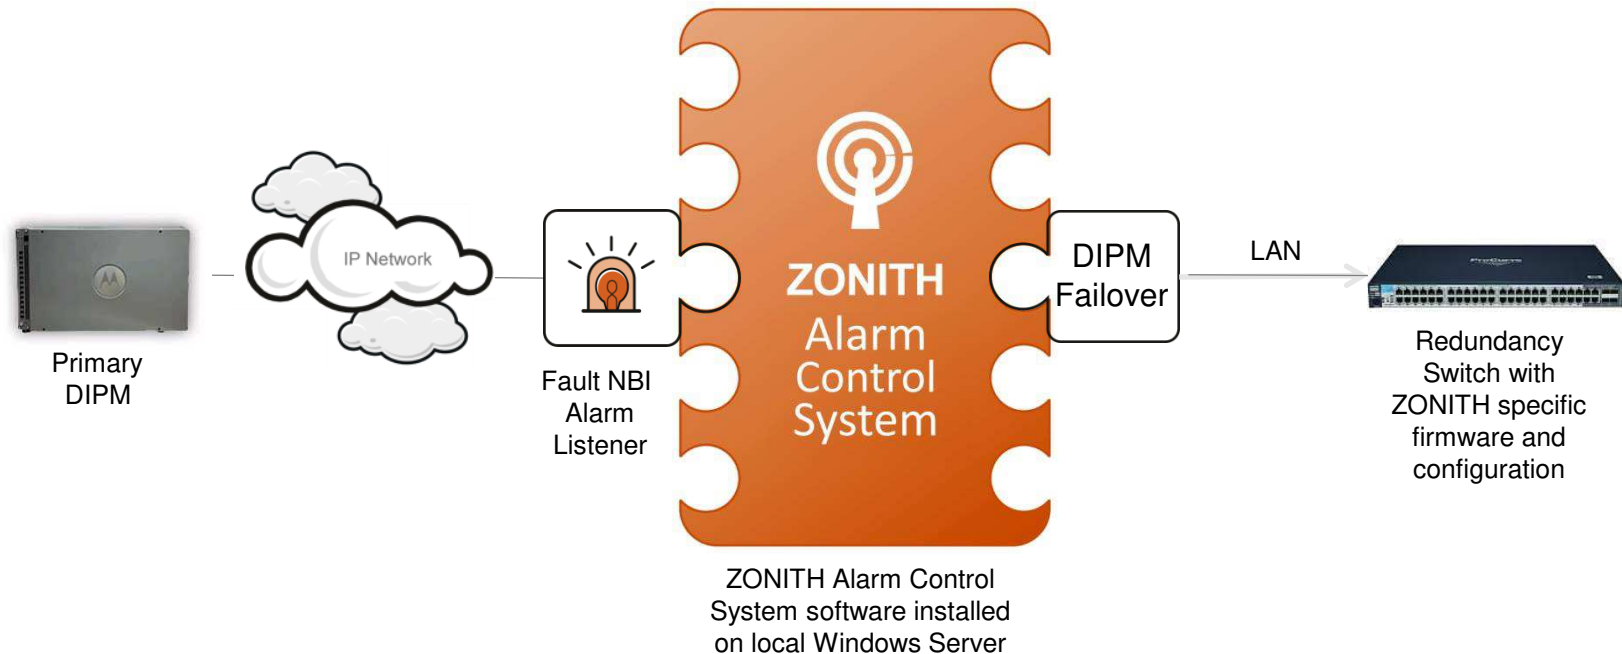 Primary
DIPM
IP Network
Fault NBI
Alarm
Listener
ZONITH
Alarm
Control
System
ZONITH Alarm Control
System software installed
on local Windows Server
DIPM
Failover
LAN
ProCurve
Redundancy
Switch with
ZONITH specific
firmware and
configuration